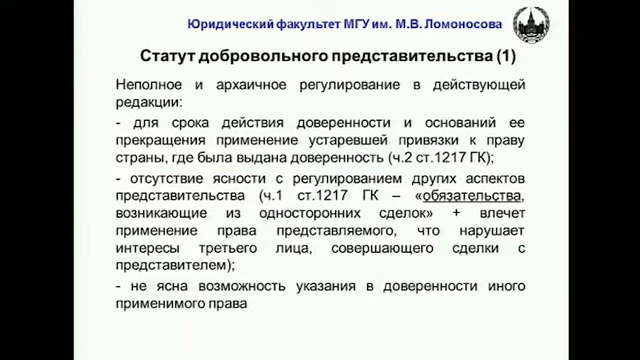 Юридический факультет МГУ им. М.В. Ломоносова
Статут добровольного представительства (1)
Неполное и архаичное регулирование в действующей
редакции:
- для срока действия доверенности и оснований ее
прекращения применение устаревшей привязки к праву
страны, где была выдана доверенность (ч.2 ст.1217 ГК);
- отсутствие ясности с регулированием других аспектов
представительства (ч.1 ст.1217 ГК – «обязательства,
возникающие из односторонних сделок» + влечет
применение права представляемого, что нарушает
интересы третьего лица, совершающего сделки с
представителем);
- не ясна возможность указания в доверенности иного
применимого права